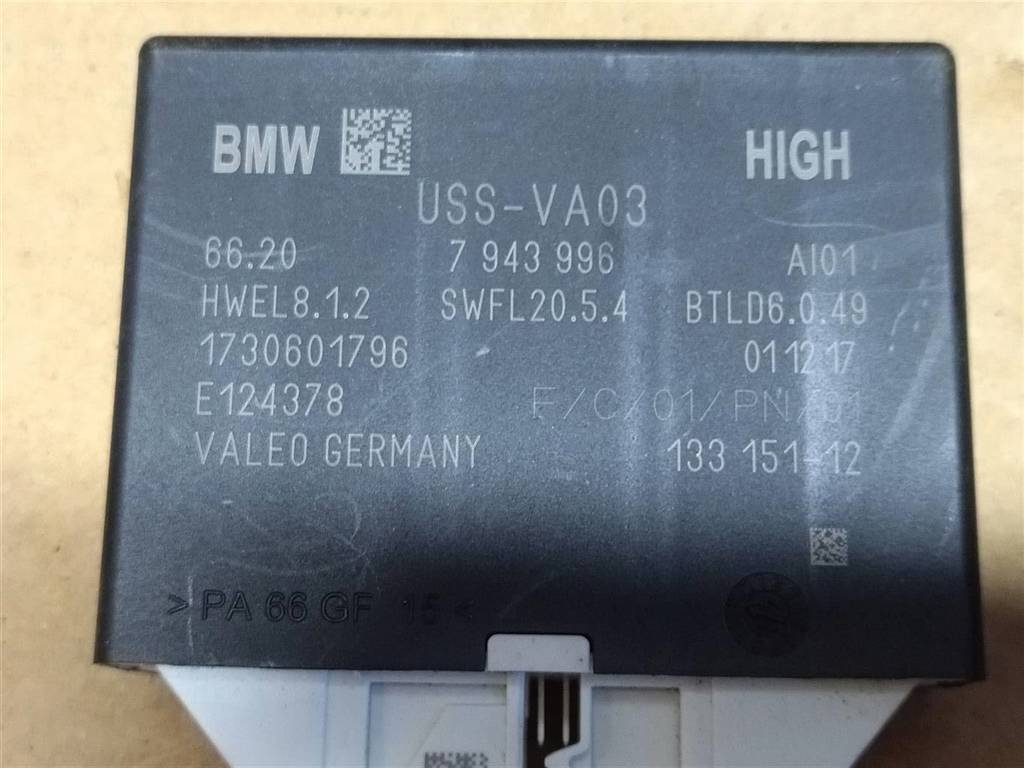 BMW HIGH
USS-VA03
66.20 7 943 996 AI01
HWEL8.1.2 SWFL20.5.4 BTLD6.0.49
1730601796 011217
E124378 F/C/01/PN/01
VALEO GERMANY 133 151-12
>PA 66 GF 15<